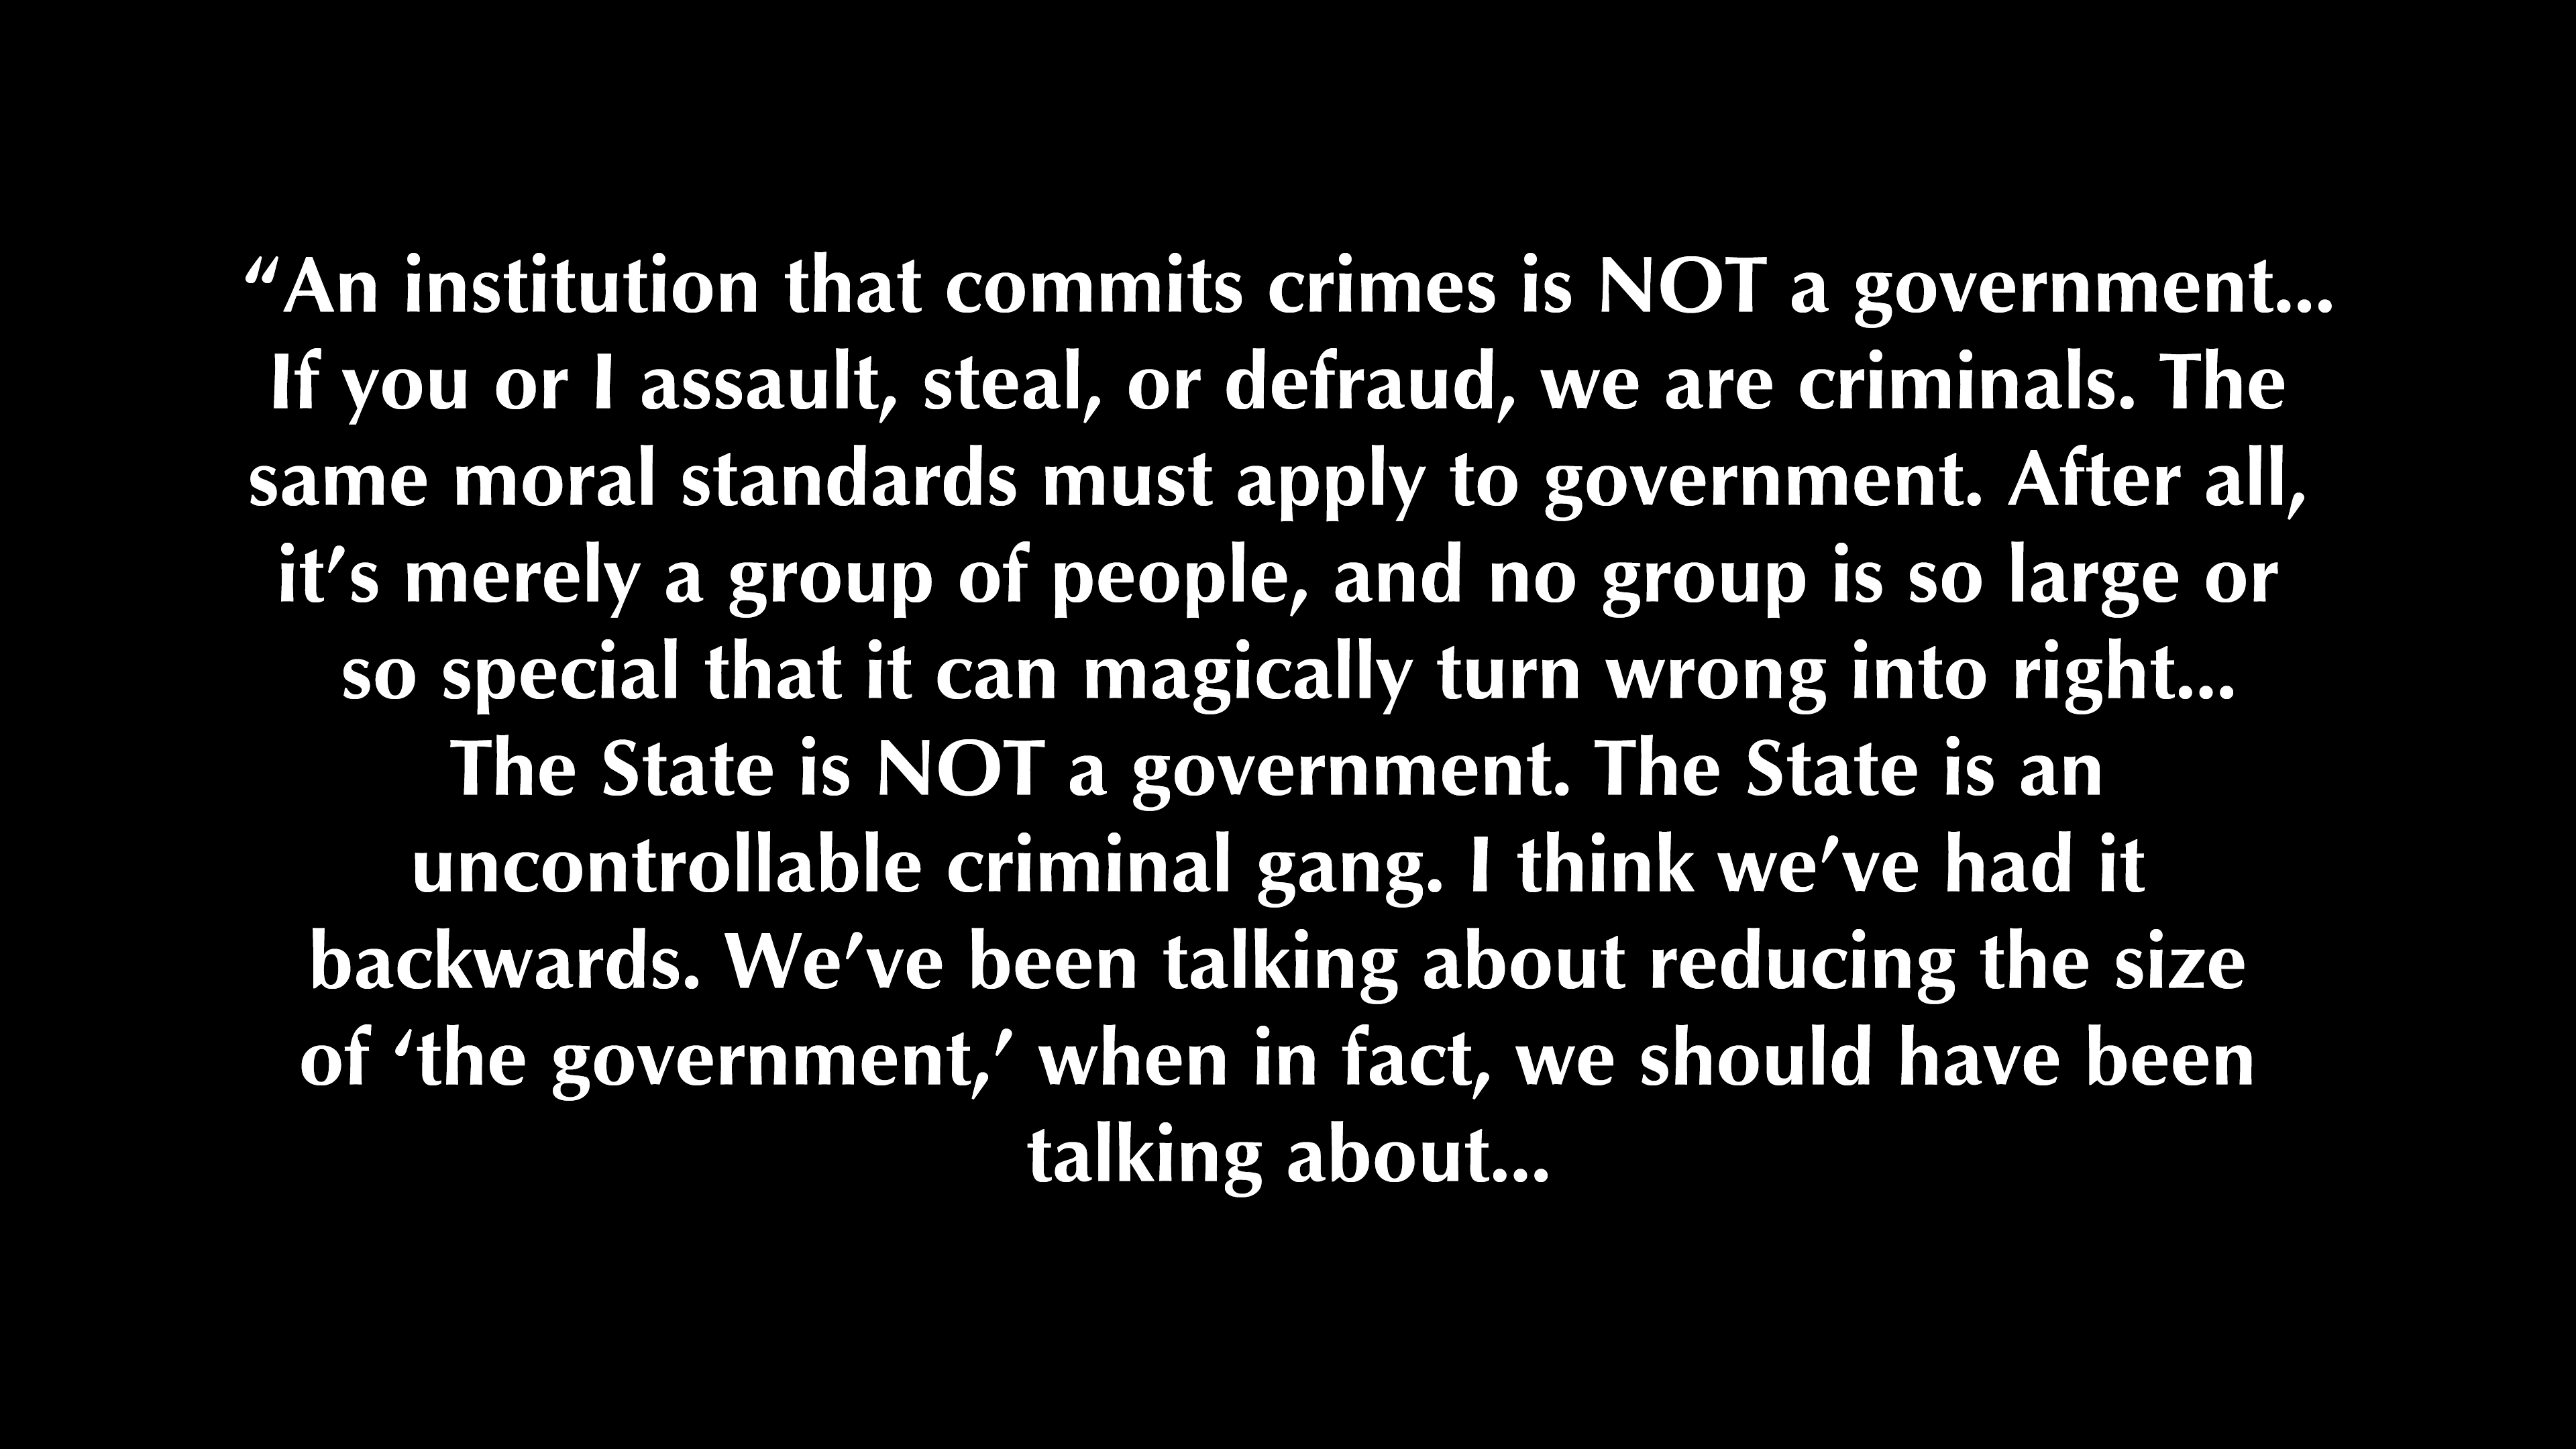 “An institution that commits crimes is NOT a government...
If you or I assault, steal, or defraud, we are criminals. The
same moral standards must apply to government. After all,
it’s merely a group of people, and no group is so large or
so special that it can magically turn wrong into right...
The State is NOT a government. The State is an
uncontrollable criminal gang. I think we’ve had it
backwards. We’ve been talking about reducing the size
of ‘the government,’ when in fact, we should have been
talking about...